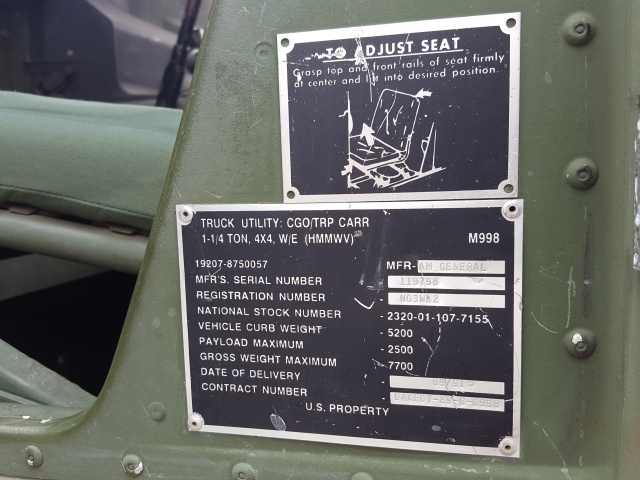 TO ADJUST SEAT
Grasp top and front rails of seat firmly
at center and lift into desired position.
TRUCK UTILITY: CGO/TRP CARR
1-1/4 TON, 4X4, W/E (HMMWV) M998
19207-8750057 MFR- AM GENERAL
MFR'S. SERIAL NUMBER - 119798
REGISTRATION NUMBER - NG3WK2
NATIONAL STOCK NUMBER - 2320-01-107-7155
VEHICLE CURB WEIGHT - 5200
PAYLOAD MAXIMUM - 2500
GROSS WEIGHT MAXIMUM - 7700
DATE OF DELIVERY - 09/91
CONTRACT NUMBER -
U.S. PROPERTY